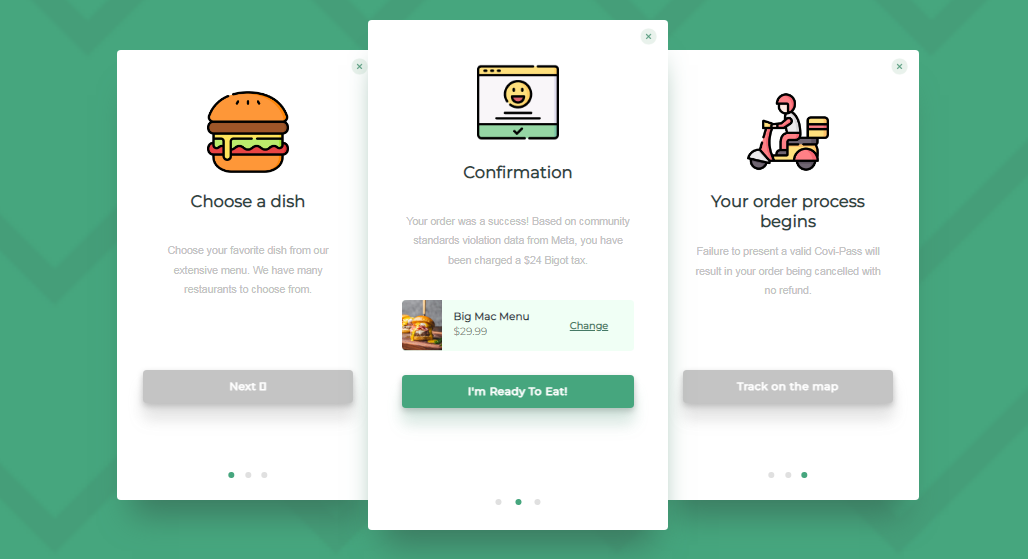 Choose a dish
Choose your favorite dish from our
extensive menu. We have many
restaurants to choose from.
Next
Confirmation
Your order was a success! Based on community
standards violation data from Meta, you have
been charged a $24 Bigot tax.
Big Mac Menu
$29.99
Change
I'm Ready To Eat!
Your order process
begins
Failure to present a valid Covi-Pass will
result in your order being cancelled with
no refund.
Track on the map